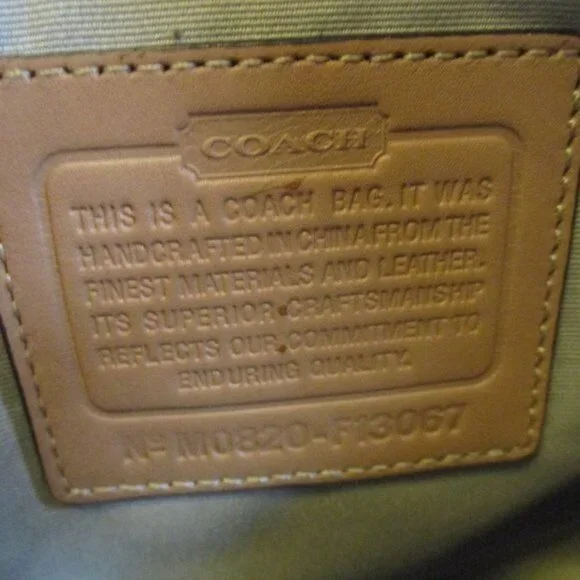 COACH
THIS IS A COACH BAG. IT WAS
HANDCRAFTED IN CHINA FROM THE
FINEST MATERIALS AND LEATHER.
ITS SUPERIOR CRAFTSMANSHIP
REFLECTS OUR COMMITMENT TO
ENDURING QUALITY.
Nº M0820-F13067